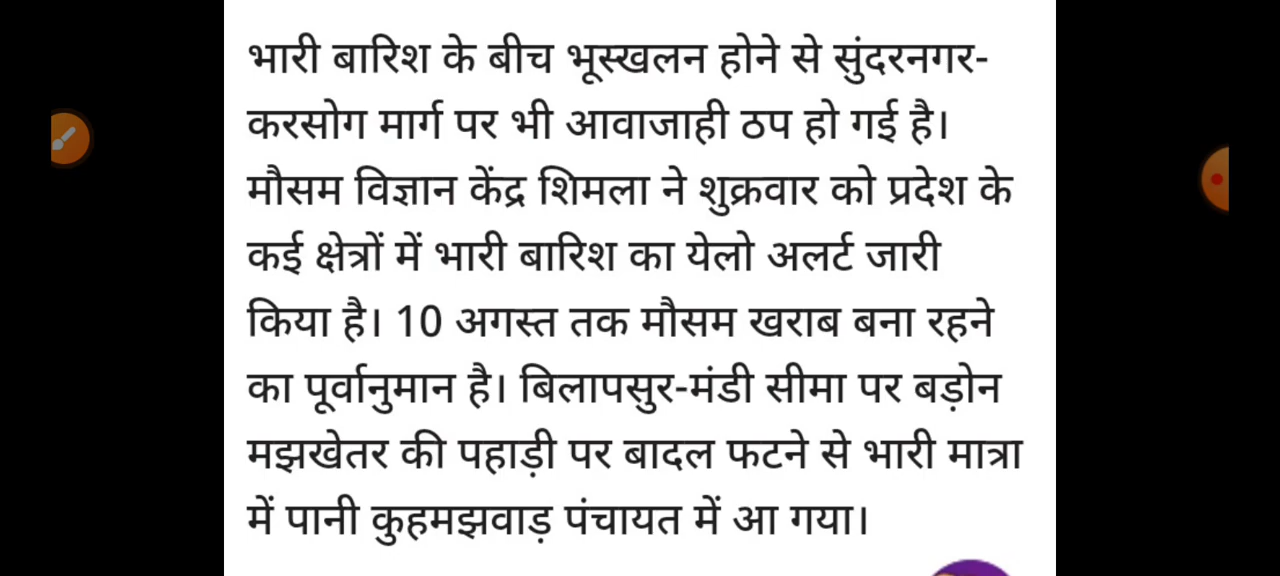 भारी बारिश के बीच भूस्खलन होने से सुंदरनगर-
करसोग मार्ग पर भी आवाजाही ठप हो गई है।
मौसम विज्ञान केंद्र शिमला ने शुक्रवार को प्रदेश के
कई क्षेत्रों में भारी बारिश का येलो अलर्ट जारी
किया है। 10 अगस्त तक मौसम खराब बना रहने
का पूर्वानुमान है। बिलापसुर-मंडी सीमा पर बड़ोन
मझखेतर की पहाड़ी पर बादल फटने से भारी मात्रा
में पानी कुहमझवाड़ पंचायत में आ गया।